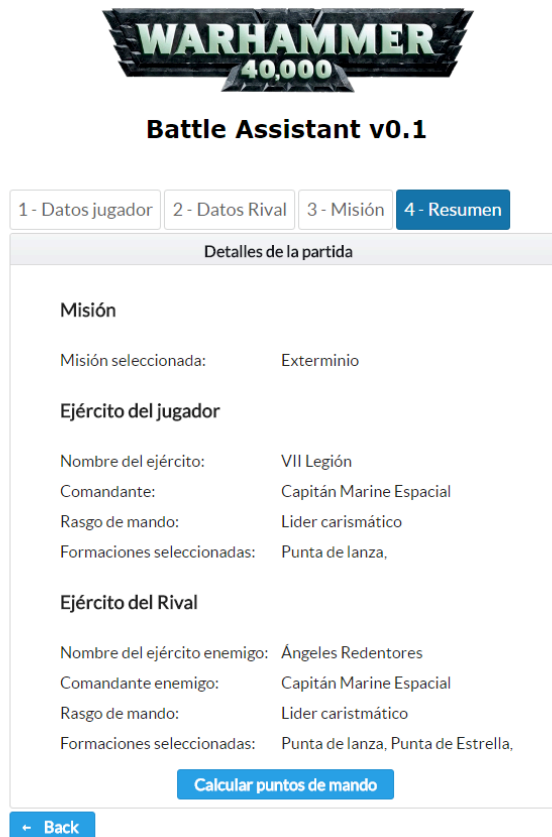 WARHAMMER
40,000
Battle Assistant v0.1
1 - Datos jugador 2 - Datos Rival 3 - Misión 4 - Resumen
Detalles de la partida
Misión
Misión seleccionada: Exterminio
Ejército del jugador
Nombre del ejército: VII Legión
Comandante: Capitán Marine Espacial
Rasgo de mando: Lider carismático
Formaciones seleccionadas: Punta de lanza,
Ejército del Rival
Nombre del ejército enemigo: Ángeles Redentores
Comandante enemigo: Capitán Marine Espacial
Rasgo de mando: Lider caristmático
Formaciones seleccionadas: Punta de lanza, Punta de Estrella,
Calcular puntos de mando
← Back